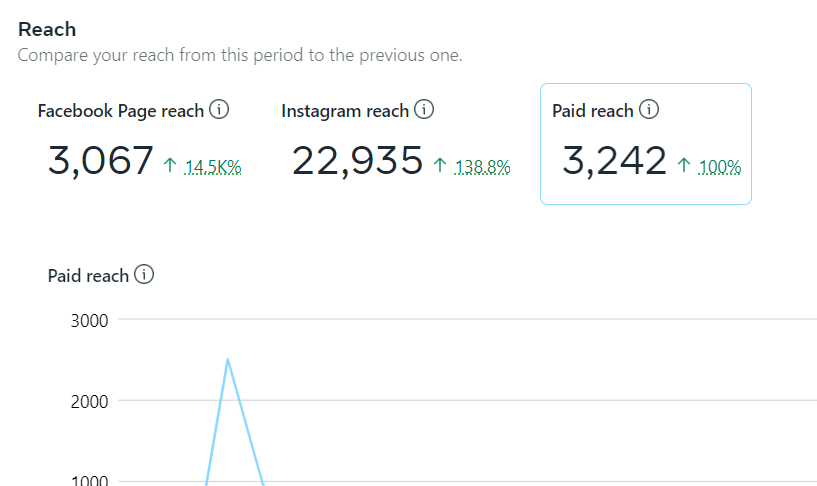 Reach
Compare your reach from this period to the previous one.
Facebook Page reach Instagram reach Paid reach
3,067 ↑ 14.5K% 22,935 ↑ 138.8% 3,242 ↑ 100%
Paid reach
3000
2000
1000